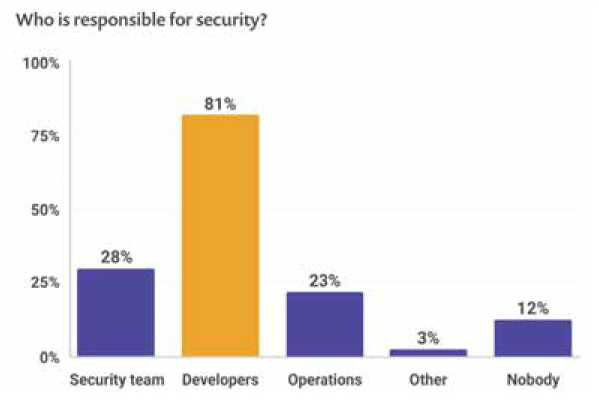 Who is responsible for security?
100%
75%
50%
25%
0%
28%
81%
23%
3%
12%
Security team
Developers
Operations
Other
Nobody